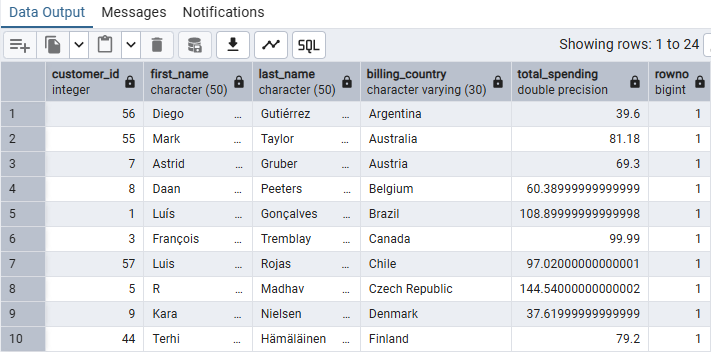 Data Output Messages Notifications
SQL Showing rows: 1 to 24
customer_id integer first_name character (50) last_name character (50) billing_country character varying (30) total_spending double precision rowno bigint
1 56 Diego ... Gutiérrez ... Argentina 39.6 1
2 55 Mark ... Taylor ... Australia 81.18 1
3 7 Astrid ... Gruber ... Austria 69.3 1
4 8 Daan ... Peeters ... Belgium 60.38999999999999 1
5 1 Luís ... Gonçalves ... Brazil 108.89999999999998 1
6 3 François ... Tremblay ... Canada 99.99 1
7 57 Luis ... Rojas ... Chile 97.02000000000001 1
8 5 R ... Madhav ... Czech Republic 144.54000000000002 1
9 9 Kara ... Nielsen ... Denmark 37.61999999999999 1
10 44 Terhi ... Hämäläinen ... Finland 79.2 1